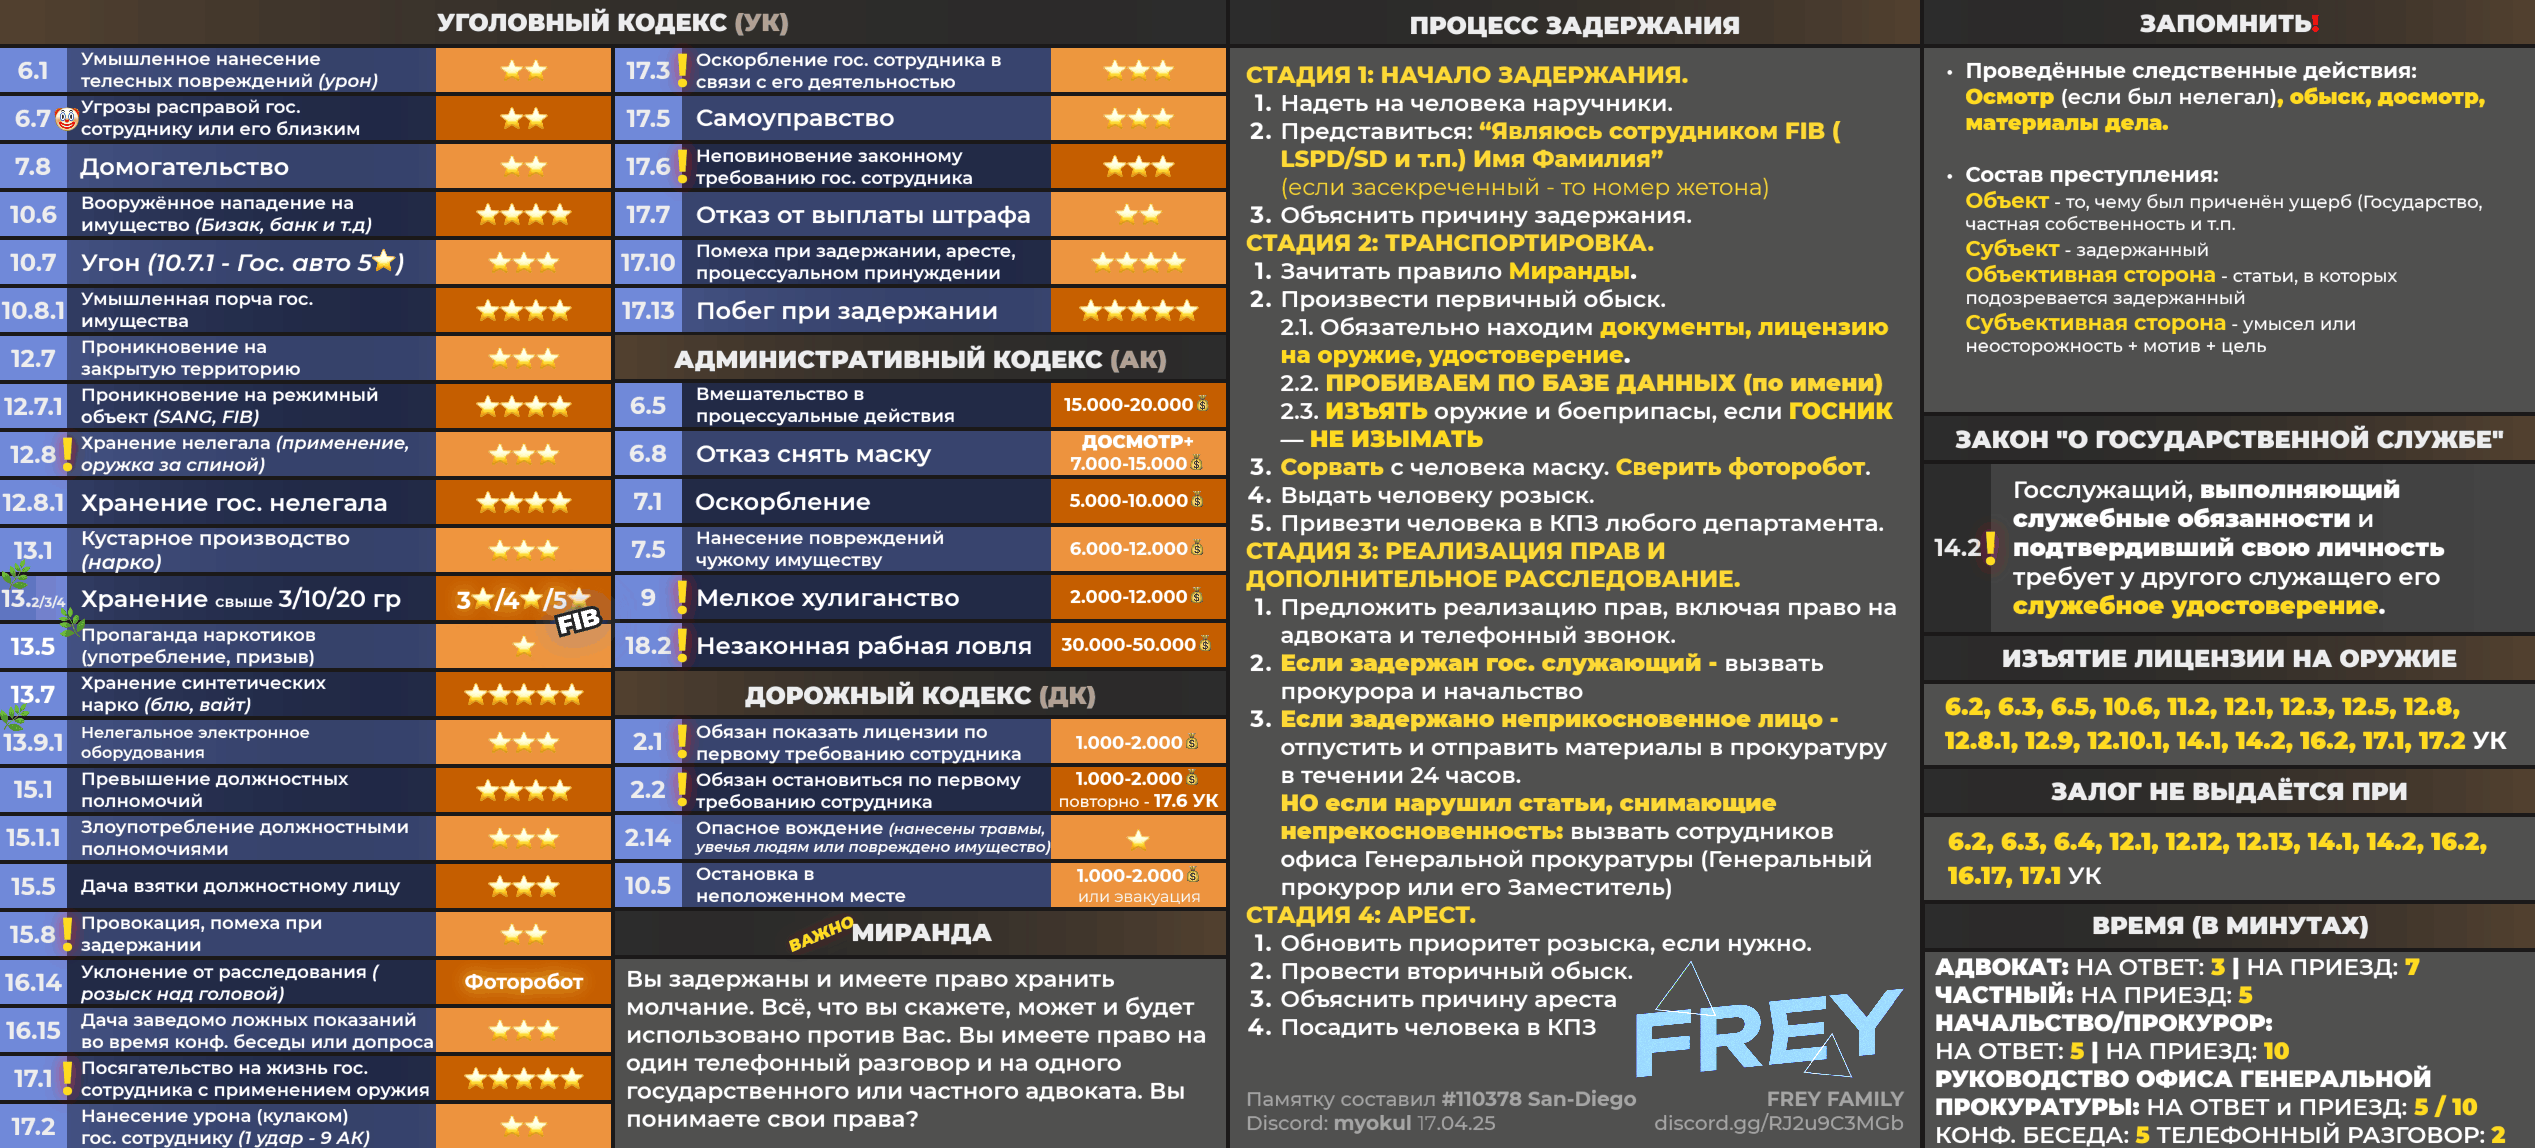 УГОЛОВНЫЙ КОДЕКС (УК)
6.1 Умышленное нанесение
телесных повреждений (урон)
6.7 Угрозы расправой гос.
сотруднику или его близким
7.8 Домогательство
10.6 Вооружённое нападение на
имущество (Бизак, банк и т.д)
10.7 Угон (10.7.1 - Гос. авто 5⭐)
10.8.1 Умышленная порча гос.
имущества
12.7 Проникновение на
закрытую территорию
12.7.1 Проникновение на режимный
объект (SANG, FIB)
12.8 Хранение нелегала (применение,
оружка за спиной)
12.8.1 Хранение гос. нелегала
13.1 Кустарное производство
(нарко)
13.2/3/4 Хранение свыше 3/10/20 гр 3⭐/4⭐/5⭐
FIB
13.5 Пропаганда наркотиков
(употребление, призыв)
13.7 Хранение синтетических
нарко (блю, вайт)
13.9.1 Нелегальное электронное
оборудования
15.1 Превышение должностных
полномочий
15.1.1 Злоупотребление должностными
полномочиями
15.5 Дача взятки должностному лицу
15.8 Провокация, помеха при
задержании
16.14 Уклонение от расследования (
розыск над головой) Фоторобот
16.15 Дача заведомо ложных показаний
во время конф. беседы или допроса
17.1 Посягательство на жизнь гос.
сотрудника с применением оружия
17.2 Нанесение урона (кулаком)
гос. сотруднику (1 удар - 9 АК)
17.3 Оскорбление гос. сотрудника в
связи с его деятельностью
17.5 Самоуправство
17.6 Неповиновение законному
требованию гос. сотрудника
17.7 Отказ от выплаты штрафа
17.10 Помеха при задержании, аресте,
процессуальном принуждении
17.13 Побег при задержании
АДМИНИСТРАТИВНЫЙ КОДЕКС (АК)
6.5 Вмешательство в
процессуальные действия 15.000-20.000
6.8 Отказ снять маску ДОСМОТР+
7.000-15.000
7.1 Оскорбление 5.000-10.000
7.5 Нанесение повреждений
чужому имуществу 6.000-12.000
9 Мелкое хулиганство 2.000-12.000
18.2 Незаконная рабная ловля 30.000-50.000
ДОРОЖНЫЙ КОДЕКС (ДК)
2.1 Обязан показать лицензии по
первому требованию сотрудника 1.000-2.000
2.2 Обязан остановиться по первому
требованию сотрудника 1.000-2.000
повторно - 17.6 УК
2.14 Опасное вождение (нанесены травмы,
увечья людям или повреждено имущество)
10.5 Остановка в
неположенном месте 1.000-2.000
или эвакуация
ВАЖНО МИРАНДА
Вы задержаны и имеете право хранить
молчание. Всё, что вы скажете, может и будет
использовано против Вас. Вы имеете право на
один телефонный разговор и на одного
государственного или частного адвоката. Вы
понимаете свои права?
ПРОЦЕСС ЗАДЕРЖАНИЯ
СТАДИЯ 1: НАЧАЛО ЗАДЕРЖАНИЯ.
1. Надеть на человека наручники.
2. Представиться: “Являюсь сотрудником FIB (
LSPD/SD и т.п.) Имя Фамилия”
(если засекреченный - то номер жетона)
3. Объяснить причину задержания.
СТАДИЯ 2: ТРАНСПОРТИРОВКА.
1. Зачитать правило Миранды.
2. Произвести первичный обыск.
2.1. Обязательно находим документы, лицензию
на оружие, удостоверение.
2.2. ПРОБИВАЕМ ПО БАЗЕ ДАННЫХ (по имени)
2.3. ИЗЪЯТЬ оружие и боеприпасы, если ГОСНИК
— НЕ ИЗЫМАТЬ
3. Сорвать с человека маску. Сверить фоторобот.
4. Выдать человеку розыск.
5. Привезти человека в КПЗ любого департамента.
СТАДИЯ 3: РЕАЛИЗАЦИЯ ПРАВ И
ДОПОЛНИТЕЛЬНОЕ РАССЛЕДОВАНИЕ.
1. Предложить реализацию прав, включая право на
адвоката и телефонный звонок.
2. Если задержан гос. служающий - вызвать
прокурора и начальство
3. Если задержано неприкосновенное лицо -
отпустить и отправить материалы в прокуратуру
в течении 24 часов.
НО если нарушил статьи, снимающие
непрекосновенность: вызвать сотрудников
офиса Генеральной прокуратуры (Генеральный
прокурор или его Заместитель)
СТАДИЯ 4: АРЕСТ.
1. Обновить приоритет розыска, если нужно.
2. Провести вторичный обыск.
3. Объяснить причину ареста
4. Посадить человека в КПЗ
FREY
Памятку составил #110378 San-Diego
Discord: myokul 17.04.25
FREY FAMILY
discord.gg/RJ2u9C3MGb
ЗАПОМНИТЬ!
• Проведённые следственные действия:
Осмотр (если был нелегал), обыск, досмотр,
материалы дела.
• Состав преступления:
Объект - то, чему был приченён ущерб (Государство,
частная собственность и т.п.
Субъект - задержанный
Объективная сторона - статьи, в которых
подозревается задержанный
Субъективная сторона - умысел или
неосторожность + мотив + цель
ЗАКОН "О ГОСУДАРСТВЕННОЙ СЛУЖБЕ"
14.2 Госслужащий, выполняющий
служебные обязанности и
подтвердивший свою личность
требует у другого служащего его
служебное удостоверение.
ИЗЪЯТИЕ ЛИЦЕНЗИИ НА ОРУЖИЕ
6.2, 6.3, 6.5, 10.6, 11.2, 12.1, 12.3, 12.5, 12.8,
12.8.1, 12.9, 12.10.1, 14.1, 14.2, 16.2, 17.1, 17.2 УК
ЗАЛОГ НЕ ВЫДАЁТСЯ ПРИ
6.2, 6.3, 6.4, 12.1, 12.12, 12.13, 14.1, 14.2, 16.2,
16.17, 17.1 УК
ВРЕМЯ (В МИНУТАХ)
АДВОКАТ: НА ОТВЕТ: 3 | НА ПРИЕЗД: 7
ЧАСТНЫЙ: НА ПРИЕЗД: 5
НАЧАЛЬСТВО/ПРОКУРОР:
НА ОТВЕТ: 5 | НА ПРИЕЗД: 10
РУКОВОДСТВО ОФИСА ГЕНЕРАЛЬНОЙ
ПРОКУРАТУРЫ: НА ОТВЕТ и ПРИЕЗД: 5 / 10
КОНФ. БЕСЕДА: 5 ТЕЛЕФОННЫЙ РАЗГОВОР: 2